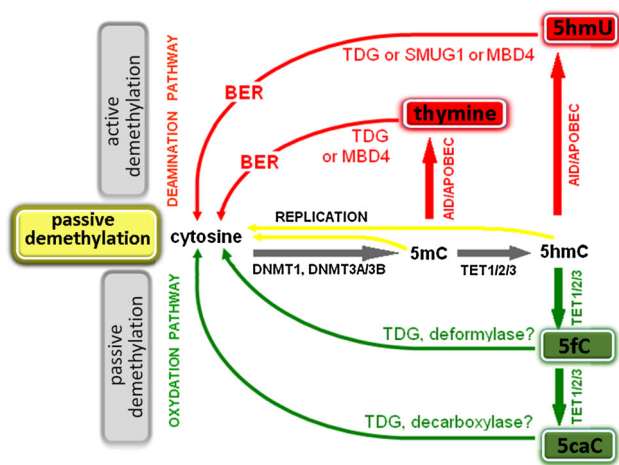 5hmU
TDG or SMUG1 or MBD4
BER
thymine
TDG
or MBD4
BER
AID/APOBEC
AID/APOBEC
active
demethylation
DEAMINATION PATHWAY
passive
demethylation
REPLICATION
cytosine
5mC
5hmC
DNMT1, DNMT3A/3B
TET1/2/3
passive
demethylation
OXYDATION PATHWAY
TET1/2/3
TDG, deformylase?
5fC
TET1/2/3
TDG, decarboxylase?
5caC